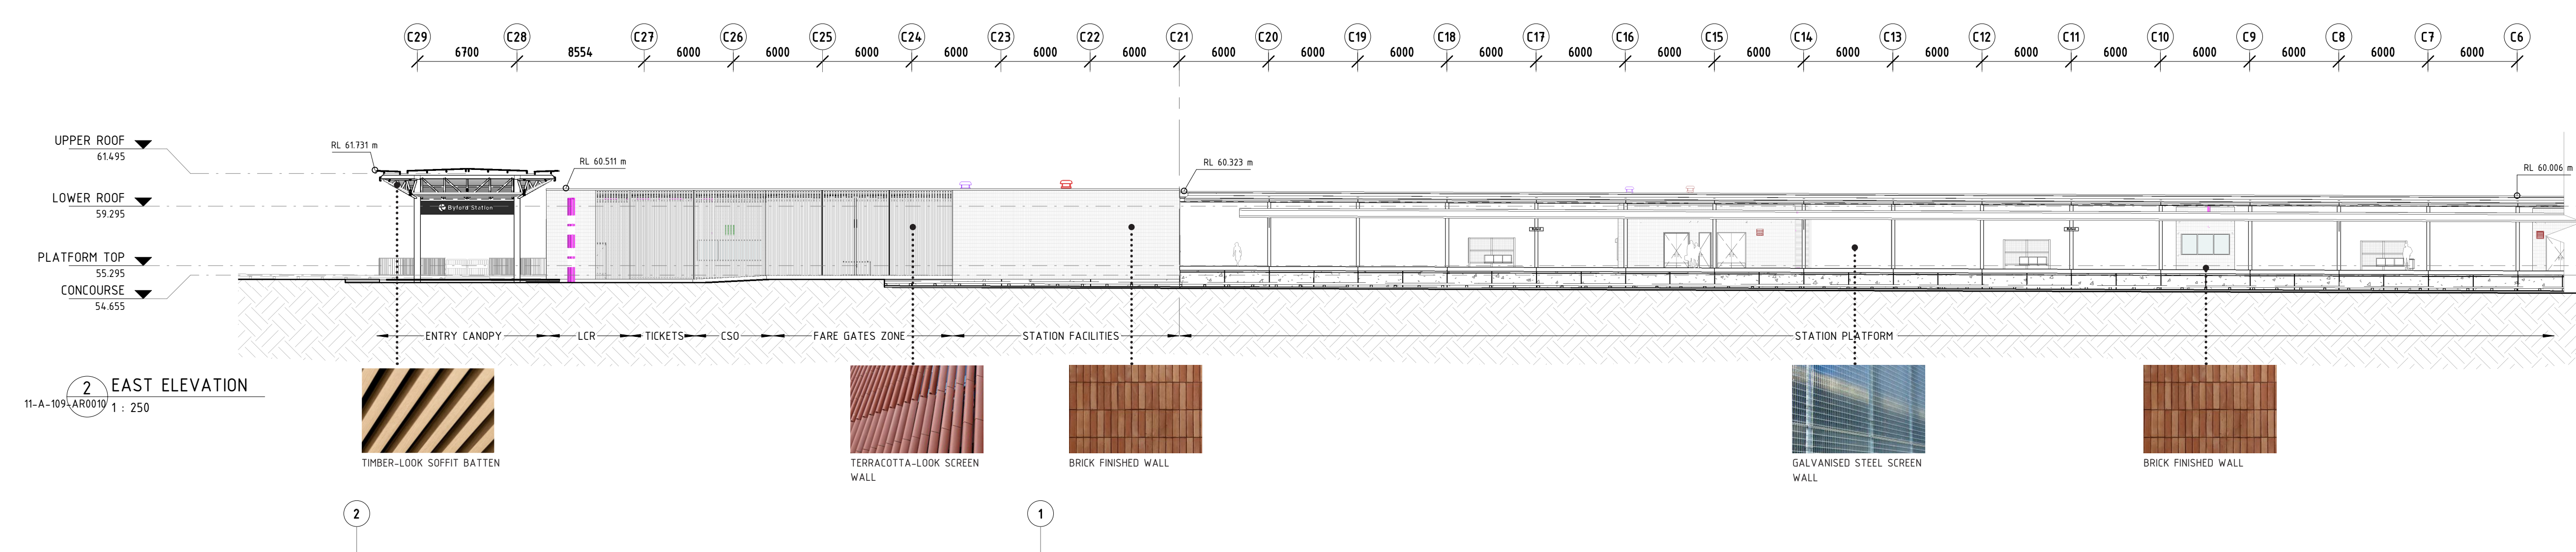 C29 C28 C27 C26 C25 C24 C23 C22 C21 C20 C19 C18 C17 C16 C15 C14 C13 C12 C11 C10 C9 C8 C7 C6
6700 8554 6000 6000 6000 6000 6000 6000 6000 6000 6000 6000 6000 6000 6000 6000 6000 6000 6000 6000 6000 6000 6000
UPPER ROOF
61.495
RL 61.731 m
RL 60.511 m
RL 60.323 m
RL 60.006 m
LOWER ROOF
59.295
Byford Station
PLATFORM TOP
55.295
CONCOURSE
54.655
ENTRY CANOPY LCR TICKETS CSO FARE GATES ZONE STATION FACILITIES STATION PLATFORM
2 EAST ELEVATION
11-A-109-AR0010 1 : 250
TIMBER-LOOK SOFFIT BATTEN
TERRACOTTA-LOOK SCREEN
WALL
BRICK FINISHED WALL
GALVANISED STEEL SCREEN
WALL
BRICK FINISHED WALL
2 1